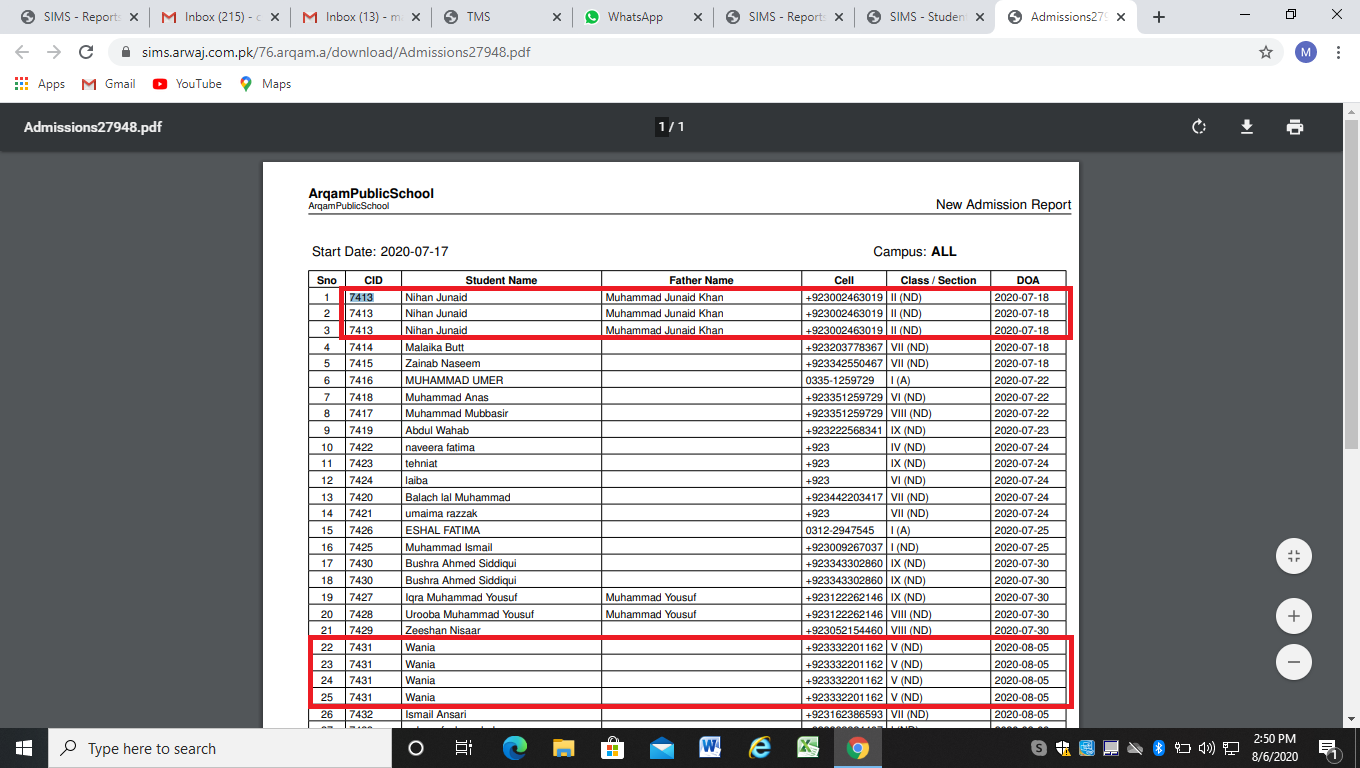 SIMS - Reports
Inbox (215) - c
Inbox (13) - m
TMS
WhatsApp
SIMS - Reports
SIMS - Studen
Admissions279
sims.arwaj.com.pk/76.arqam.a/download/Admissions27948.pdf
M
Apps Gmail YouTube Maps
Admissions27948.pdf 1 / 1
ArqamPublicSchool
ArqamPublicSchool
New Admission Report
Start Date: 2020-07-17 Campus: ALL
Sno CID Student Name Father Name Cell Class / Section DOA
1 7413 Nihan Junaid Muhammad Junaid Khan +923002463019 II (ND) 2020-07-18
2 7413 Nihan Junaid Muhammad Junaid Khan +923002463019 II (ND) 2020-07-18
3 7413 Nihan Junaid Muhammad Junaid Khan +923002463019 II (ND) 2020-07-18
4 7414 Malaika Butt +923203778367 VII (ND) 2020-07-18
5 7415 Zainab Naseem +923342550467 VII (ND) 2020-07-18
6 7416 MUHAMMAD UMER 0335-1259729 I (A) 2020-07-22
7 7418 Muhammad Anas +923351259729 VI (ND) 2020-07-22
8 7417 Muhammad Mubbasir +923351259729 VIII (ND) 2020-07-22
9 7419 Abdul Wahab +923222568341 IX (ND) 2020-07-23
10 7422 naveera fatima +923 IV (ND) 2020-07-24
11 7423 tehniat +923 IX (ND) 2020-07-24
12 7424 laiba +923 VI (ND) 2020-07-24
13 7420 Balach lal Muhammad +923442203417 VII (ND) 2020-07-24
14 7421 umaima razzak +923 VII (ND) 2020-07-24
15 7426 ESHAL FATIMA 0312-2947545 I (A) 2020-07-25
16 7425 Muhammad Ismail +923009267037 I (ND) 2020-07-25
17 7430 Bushra Ahmed Siddiqui +923343302860 IX (ND) 2020-07-30
18 7430 Bushra Ahmed Siddiqui +923343302860 IX (ND) 2020-07-30
19 7427 Iqra Muhammad Yousuf Muhammad Yousuf +923122262146 IX (ND) 2020-07-30
20 7428 Urooba Muhammad Yousuf Muhammad Yousuf +923122262146 VIII (ND) 2020-07-30
21 7429 Zeeshan Nisaar +923052154460 VIII (ND) 2020-07-30
22 7431 Wania +923332201162 V (ND) 2020-08-05
23 7431 Wania +923332201162 V (ND) 2020-08-05
24 7431 Wania +923332201162 V (ND) 2020-08-05
25 7431 Wania +923332201162 V (ND) 2020-08-05
26 7432 Ismail Ansari +923162386593 VII (ND) 2020-08-05
Type here to search
2:50 PM
8/6/2020
1